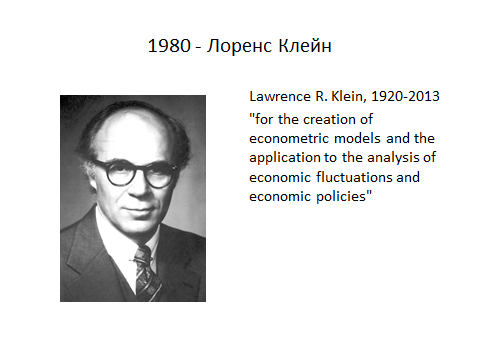 1980 - Лоренс Клейн
Lawrence R. Klein, 1920-2013
"for the creation of
econometric models and the
application to the analysis of
economic fluctuations and
economic policies"